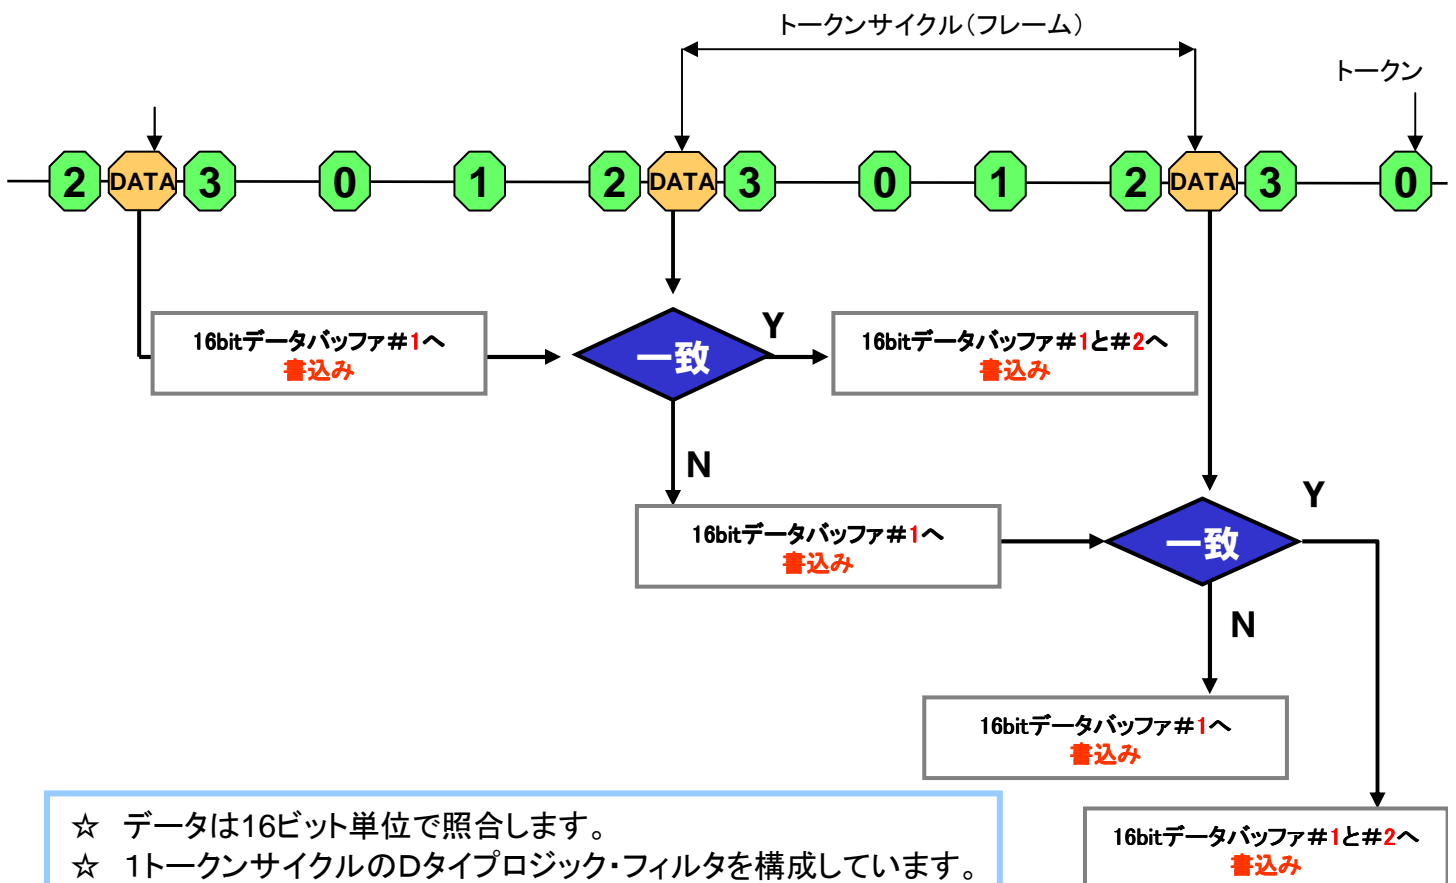 トークンサイクル（フレーム）
トークン
2 DATA 3 0 1 2 DATA 3 0 1 2 DATA 3 0
16bitデータバッファ＃1へ
書込み
一致
Y
16bitデータバッファ＃1と＃2へ
書込み
N
16bitデータバッファ＃1へ
書込み
一致
Y
N
16bitデータバッファ＃1へ
書込み
16bitデータバッファ＃1と＃2へ
書込み
☆　データは16ビット単位で照合します。
☆　1トークンサイクルのDタイプロジック・フィルタを構成しています。